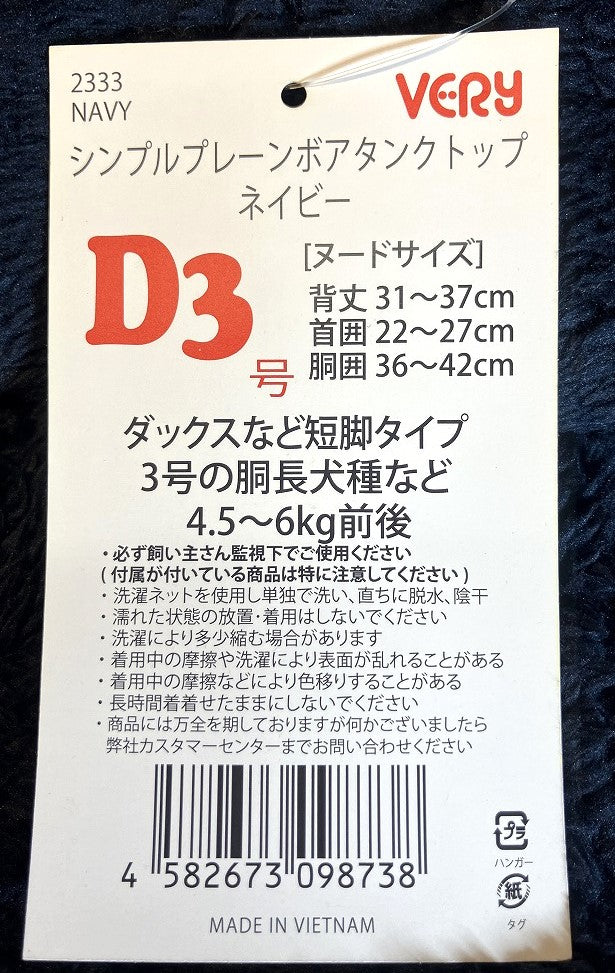 2333
NAVY
VERY
シンプルプレーンボアタンクトップ
ネイビー
D3号
[ヌードサイズ]
背丈 31〜37cm
首囲 22〜27cm
胴囲 36〜42cm
ダックスなど短脚タイプ
3号の胴長犬種など
4.5〜6kg前後
・必ず飼い主さん監視下でご使用ください
( 付属が付いている商品は特に注意してください )
・洗濯ネットを使用し単独で洗い、直ちに脱水、陰干
・濡れた状態の放置・着用はしないでください
・洗濯により多少縮む場合があります
・着用中の摩擦や洗濯により表面が乱れることがある
・着用中の摩擦などにより色移りすることがある
・長時間着着せたままにしないでください
・商品には万全を期しておりますが何かございましたら
弊社カスタマーセンターまでお問い合わせください
4 582673 098738
プラ
ハンガー
紙
タグ
MADE IN VIETNAM